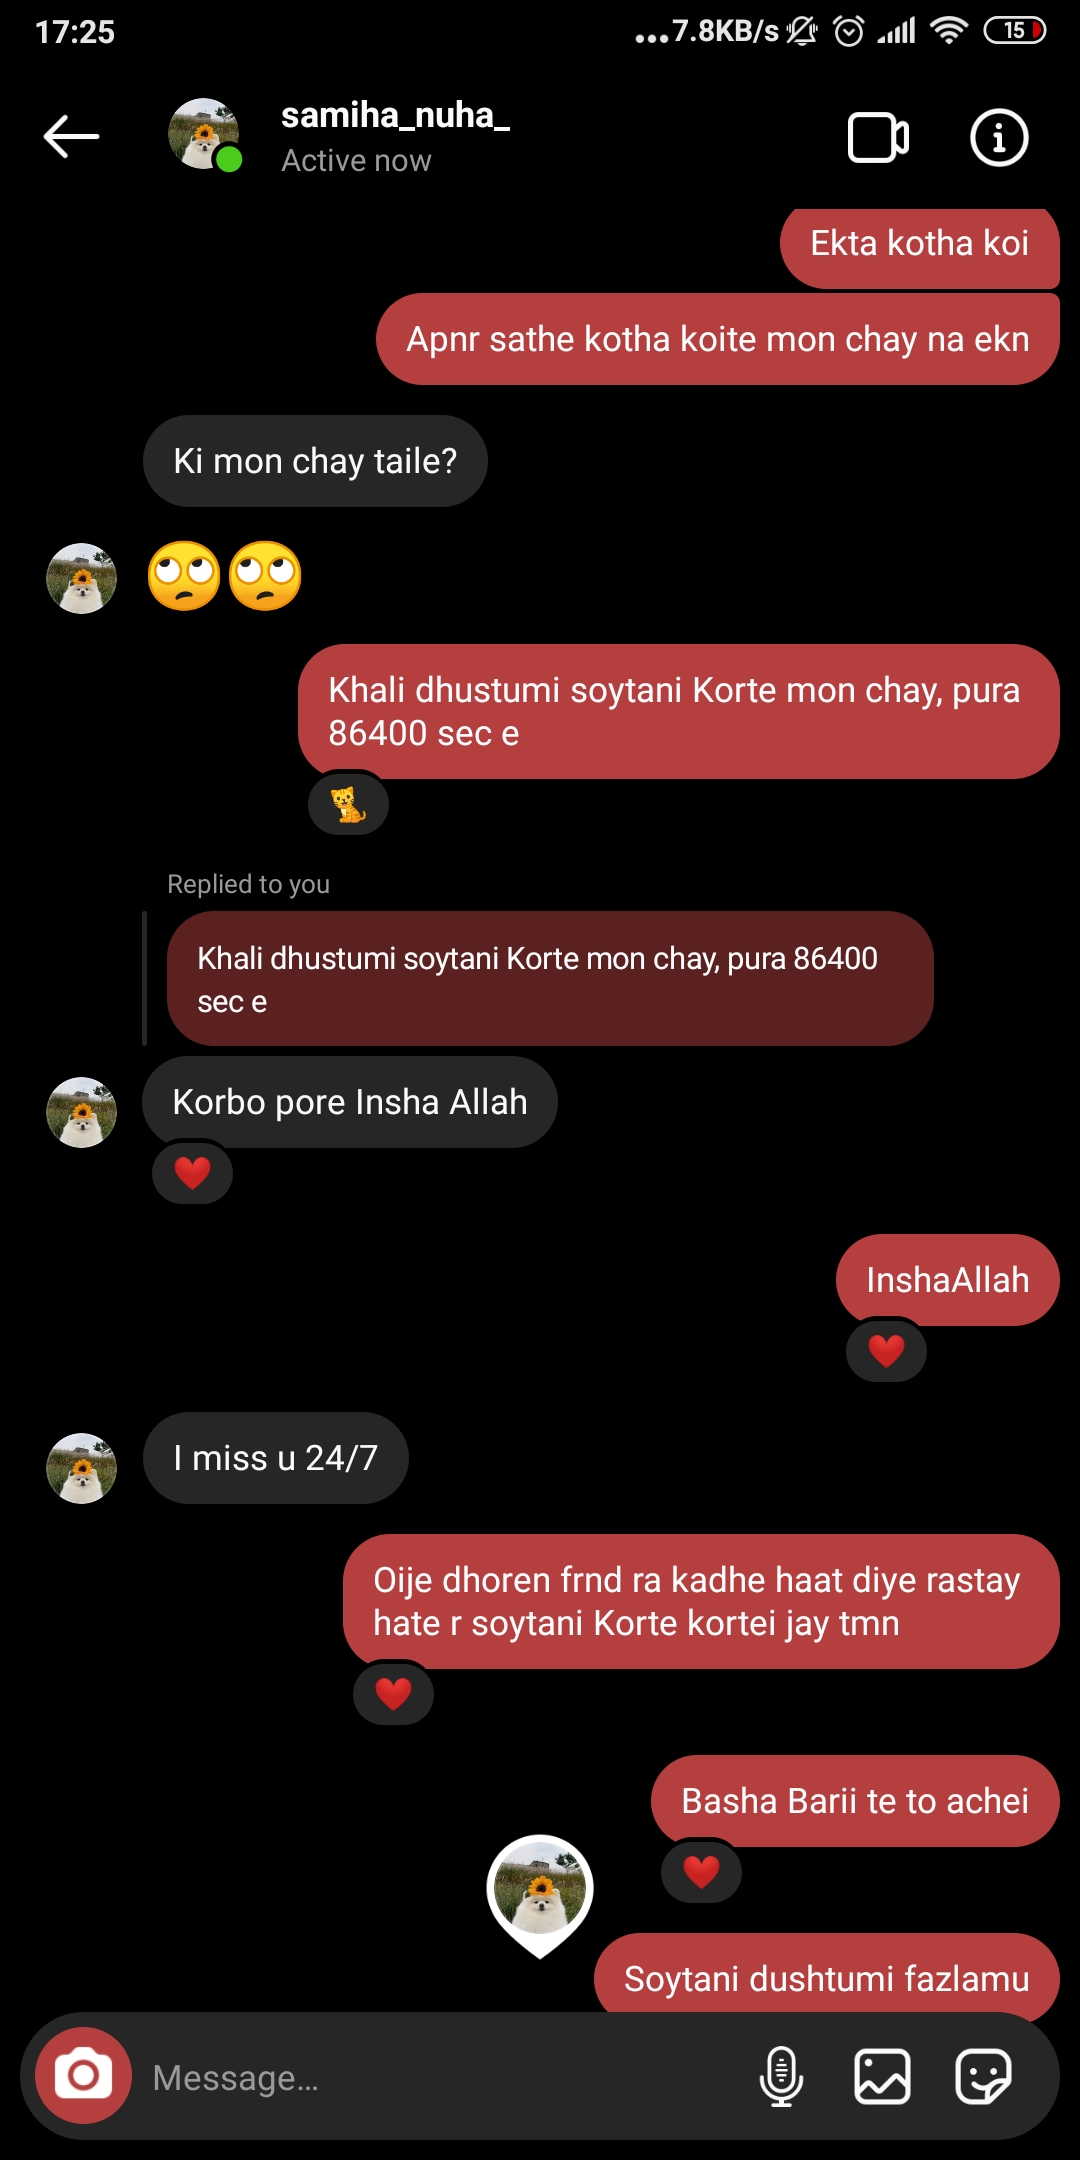 17:25
...7.8KB/s
15
samiha_nuha_
Active now
Ekta kotha koi
Apnr sathe kotha koite mon chay na ekn
Ki mon chay taile?
🙄🙄
Khali dhustumi soytani Korte mon chay, pura
86400 sec e
🐈
Replied to you
Khali dhustumi soytani Korte mon chay, pura 86400
sec e
Korbo pore Insha Allah
❤️
InshaAllah
❤️
I miss u 24/7
Oije dhoren frnd ra kadhe haat diye rastay
hate r soytani Korte kortei jay tmn
❤️
Basha Barii te to achei
❤️
Soytani dushtumi fazlamu
Message...